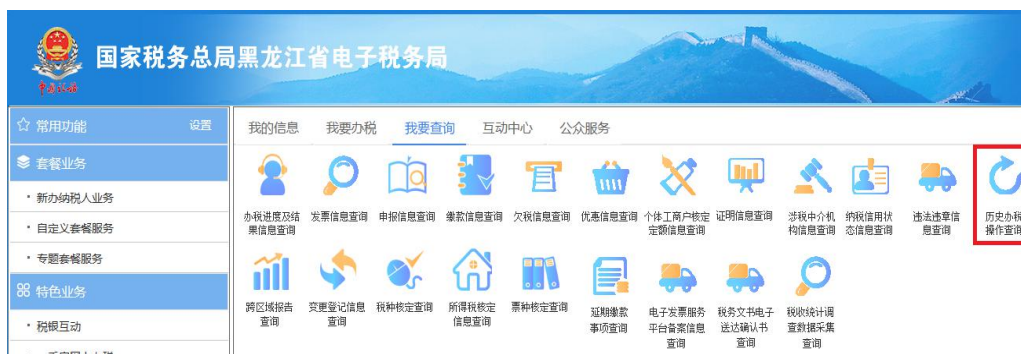 国家税务总局黑龙江省电子税务局
中国税务
常用功能 设置
我的信息 我要办税 我要查询 互动中心 公众服务
套餐业务
・新办纳税人业务
・自定义套餐服务
・专题套餐服务
特色业务
・税银互动
办税进度及结
果信息查询
发票信息查询
申报信息查询
缴款信息查询
欠税信息查询
优惠信息查询
个体工商户核定
定额信息查询
证明信息查询
涉税中介机
构信息查询
纳税信用状
态信息查询
违法违章信
息查询
历史办税
操作查询
跨区域报告
查询
变更登记信息
查询
税种核定查询
所得税核定
信息查询
票种核定查询
延期缴款
事项查询
电子发票服务
平台备案信息
查询
税务文书电子
送达确认书
查询
税收统计调
查数据采集
查询